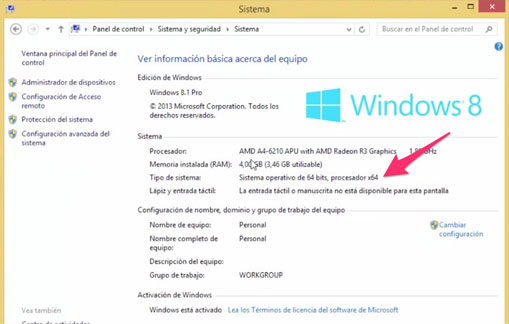 Sistema
Panel de control › Sistema y seguridad › Sistema
Buscar en el Panel de control
Ventana principal del Panel de control
Administrador de dispositivos
Configuración de Acceso remoto
Protección del sistema
Configuración avanzada del sistema
Ver información básica acerca del equipo
Edición de Windows
Windows 8.1 Pro
© 2013 Microsoft Corporation. Todos los derechos reservados.
Windows 8
Sistema
Procesador: AMD A4-6210 APU with AMD Radeon R3 Graphics
Memoria instalada (RAM): 4,00 GB (3,46 GB utilizable)
Tipo de sistema: Sistema operativo de 64 bits, procesador x64
Lápiz y entrada táctil: La entrada táctil o manuscrita no está disponible para esta pantalla
Configuración de nombre, dominio y grupo de trabajo del equipo
Nombre de equipo: Personal
Cambiar configuración
Nombre completo de equipo: Personal
Descripción del equipo:
Grupo de trabajo: WORKGROUP
Activación de Windows
Windows está activado Lea los Términos de licencia del software de Microsoft
Vea también